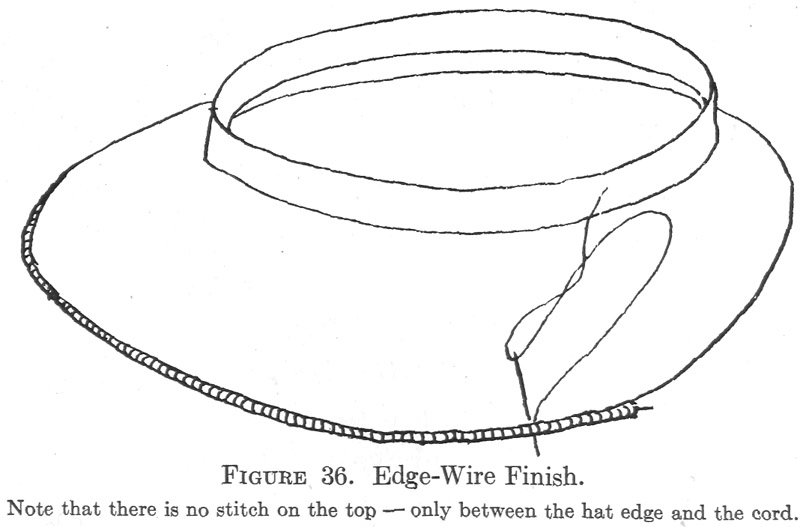 FIGURE 36. Edge-Wire Finish.
Note that there is no stitch on the top — only between the hat edge and the cord.